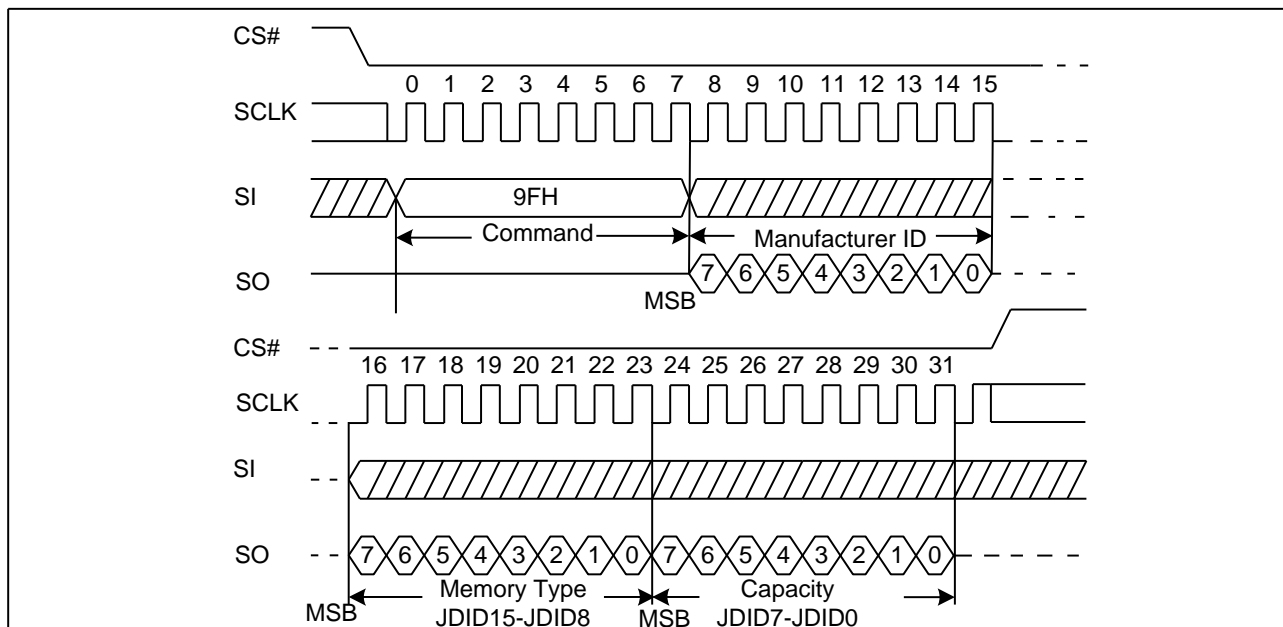 CS#
0 1 2 3 4 5 6 7 8 9 10 11 12 13 14 15
SCLK
SI
9FH
Command
Manufacturer ID
SO
7 6 5 4 3 2 1 0
MSB
CS#
16 17 18 19 20 21 22 23 24 25 26 27 28 29 30 31
SCLK
SI
SO
7 6 5 4 3 2 1 0 7 6 5 4 3 2 1 0
Memory Type
Capacity
MSB
JDID15-JDID8
MSB
JDID7-JDID0